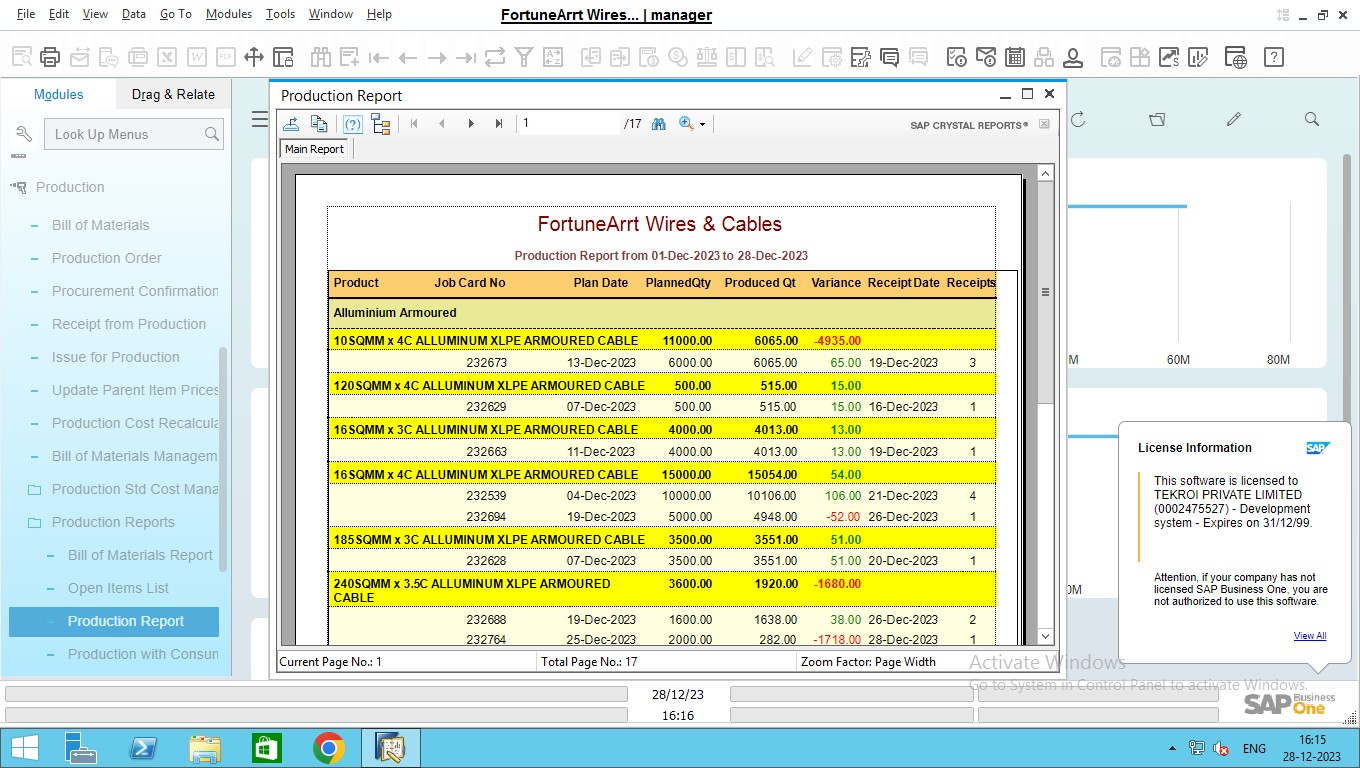 File Edit View Data Go To Modules Tools Window Help FortuneArrt Wires... | manager
Modules Drag & Relate
Look Up Menus
Production
Bill of Materials
Production Order
Procurement Confirmation
Receipt from Production
Issue for Production
Update Parent Item Prices
Production Cost Recalcula
Bill of Materials Managem
Production Std Cost Mana
Production Reports
Bill of Materials Report
Open Items List
Production Report
Production with Consun
Production Report
1 /17 SAP CRYSTAL REPORTS®
Main Report
FortuneArrt Wires & Cables
Production Report from 01-Dec-2023 to 28-Dec-2023
Product Job Card No Plan Date PlannedQty Produced Qt Variance Receipt Date Receipts
Alluminium Armoured
10SQMM x 4C ALLUMINUM XLPE ARMOURED CABLE 11000.00 6065.00 -4935.00
232673 13-Dec-2023 6000.00 6065.00 65.00 19-Dec-2023 3
120SQMM x 4C ALLUMINUM XLPE ARMOURED CABLE 500.00 515.00 15.00
232629 07-Dec-2023 500.00 515.00 15.00 16-Dec-2023 1
16SQMM x 3C ALLUMINUM XLPE ARMOURED CABLE 4000.00 4013.00 13.00
232663 11-Dec-2023 4000.00 4013.00 13.00 19-Dec-2023 1
16SQMM x 4C ALLUMINUM XLPE ARMOURED CABLE 15000.00 15054.00 54.00
232539 04-Dec-2023 10000.00 10106.00 106.00 21-Dec-2023 4
232694 19-Dec-2023 5000.00 4948.00 -52.00 26-Dec-2023 1
185SQMM x 3C ALLUMINUM XLPE ARMOURED CABLE 3500.00 3551.00 51.00
232628 07-Dec-2023 3500.00 3551.00 51.00 20-Dec-2023 1
240SQMM x 3.5C ALLUMINUM XLPE ARMOURED 3600.00 1920.00 -1680.00
CABLE
232688 19-Dec-2023 1600.00 1638.00 38.00 26-Dec-2023 2
232764 25-Dec-2023 2000.00 282.00 -1718.00 28-Dec-2023 1
Current Page No.: 1 Total Page No.: 17 Zoom Factor: Page Width
M 60M 80M
0M
License Information SAP
This software is licensed to
TEKROI PRIVATE LIMITED
(0002475527) - Development
system - Expires on 31/12/99.
Attention, if your company has not
licensed SAP Business One, you are
not authorized to use this software.
View All
Activate Windows
Go to System in Control Panel to activate Windows.
28/12/23
16:16
SAP Business One
ENG 16:15
28-12-2023